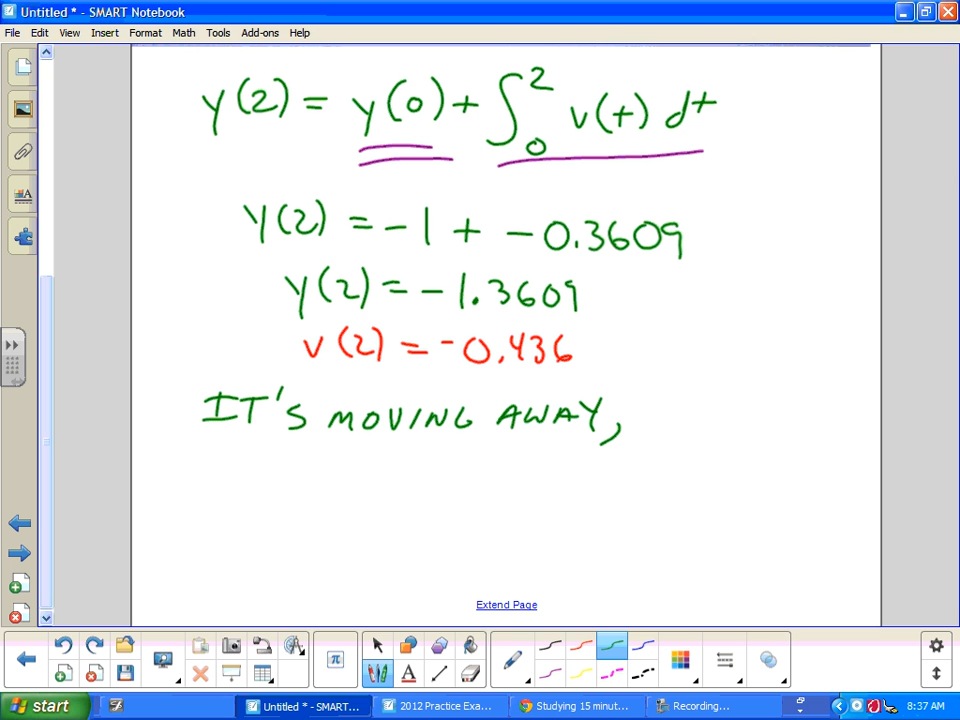 Untitled * - SMART Notebook
File Edit View Insert Format Math Tools Add-ons Help
y(2) = y(0) + ∫₀² v(t) dt
y(2) = -1 + -0.3609
y(2) = -1.3609
v(2) = -0.436
IT'S MOVING AWAY,
Extend Page
π
A
start
Untitled * - SMART...
2012 Practice Exa...
Studying 15 minut...
Recording...
8:37 AM